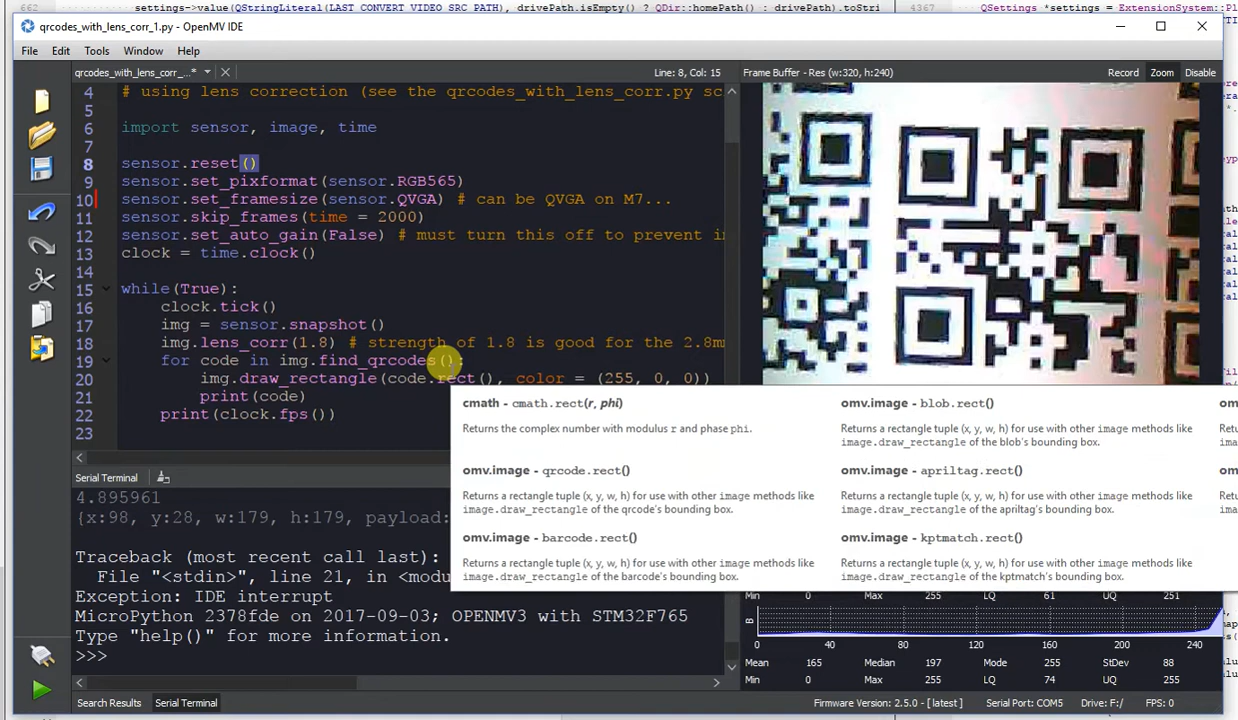 662 settings->value(QStringLiteral(LAST_CONVERT_VIDEO_SRC_PATH), drivePath.isEmpty() ? QDir::homePath() : drivePath).toStri
4367 QSettings *settings = ExtensionSystem::Pl
qrcodes_with_lens_corr_1.py - OpenMV IDE
File Edit Tools Window Help
qrcodes_with_lens_corr_...* Line: 8, Col: 15
Frame Buffer - Res (w:320, h:240) Record Zoom Disable
4 # using lens correction (see the qrcodes_with_lens_corr.py sc
5
6 import sensor, image, time
7
8 sensor.reset()
9 sensor.set_pixformat(sensor.RGB565)
10 sensor.set_framesize(sensor.QVGA) # can be QVGA on M7...
11 sensor.skip_frames(time = 2000)
12 sensor.set_auto_gain(False) # must turn this off to prevent i
13 clock = time.clock()
14
15 while(True):
16 clock.tick()
17 img = sensor.snapshot()
18 img.lens_corr(1.8) # strength of 1.8 is good for the 2.8m
19 for code in img.find_qrcodes():
20 img.draw_rectangle(code.rect(), color = (255, 0, 0))
21 print(code)
22 print(clock.fps())
23
cmath - cmath.rect(r, phi)
Returns the complex number with modulus r and phase phi.
omv.image - blob.rect()
Returns a rectangle tuple (x, y, w, h) for use with other image methods like
image.draw_rectangle of the blob's bounding box.
omv.image - qrcode.rect()
Returns a rectangle tuple (x, y, w, h) for use with other image methods like
image.draw_rectangle of the qrcode's bounding box.
omv.image - apriltag.rect()
Returns a rectangle tuple (x, y, w, h) for use with other image methods like
image.draw_rectangle of the apriltag's bounding box.
omv.image - barcode.rect()
Returns a rectangle tuple (x, y, w, h) for use with other image methods like
image.draw_rectangle of the barcode's bounding box.
omv.image - kptmatch.rect()
Returns a rectangle tuple (x, y, w, h) for use with other image methods like
image.draw_rectangle of the kptmatch's bounding box.
Serial Terminal
4.895961
{x:98, y:28, w:179, h:179, payload:
Traceback (most recent call last):
File "<stdin>", line 21, in <modu
Exception: IDE interrupt
MicroPython 2378fde on 2017-09-03; OPENMV3 with STM32F765
Type "help()" for more information.
>>>
Min 0 Max 255 LQ 61 UQ 251
B
0 40 80 120 160 200 240
Mean 165 Median 197 Mode 255 StDev 88
Min 0 Max 255 LQ 74 UQ 255
Search Results Serial Terminal
Firmware Version: 2.5.0 - [ latest ] Serial Port: COM5 Drive: F:/ FPS: 0